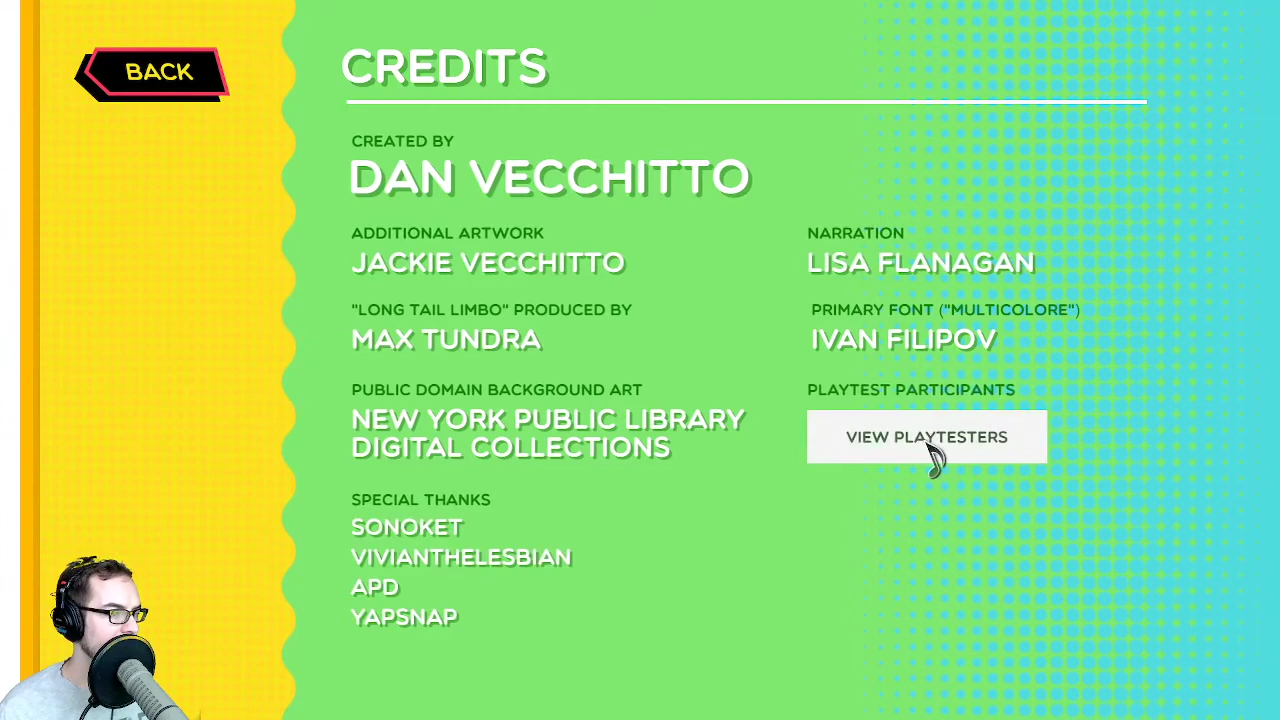 BACK
CREDITS
CREATED BY
DAN VECCHITTO
ADDITIONAL ARTWORK
JACKIE VECCHITTO
NARRATION
LISA FLANAGAN
"LONG TAIL LIMBO" PRODUCED BY
MAX TUNDRA
PRIMARY FONT ("MULTICOLORE")
IVAN FILIPOV
PUBLIC DOMAIN BACKGROUND ART
NEW YORK PUBLIC LIBRARY
DIGITAL COLLECTIONS
PLAYTEST PARTICIPANTS
VIEW PLAYTESTERS
SPECIAL THANKS
SONOKET
VIVIANTHELESBIAN
APD
YAPSNAP